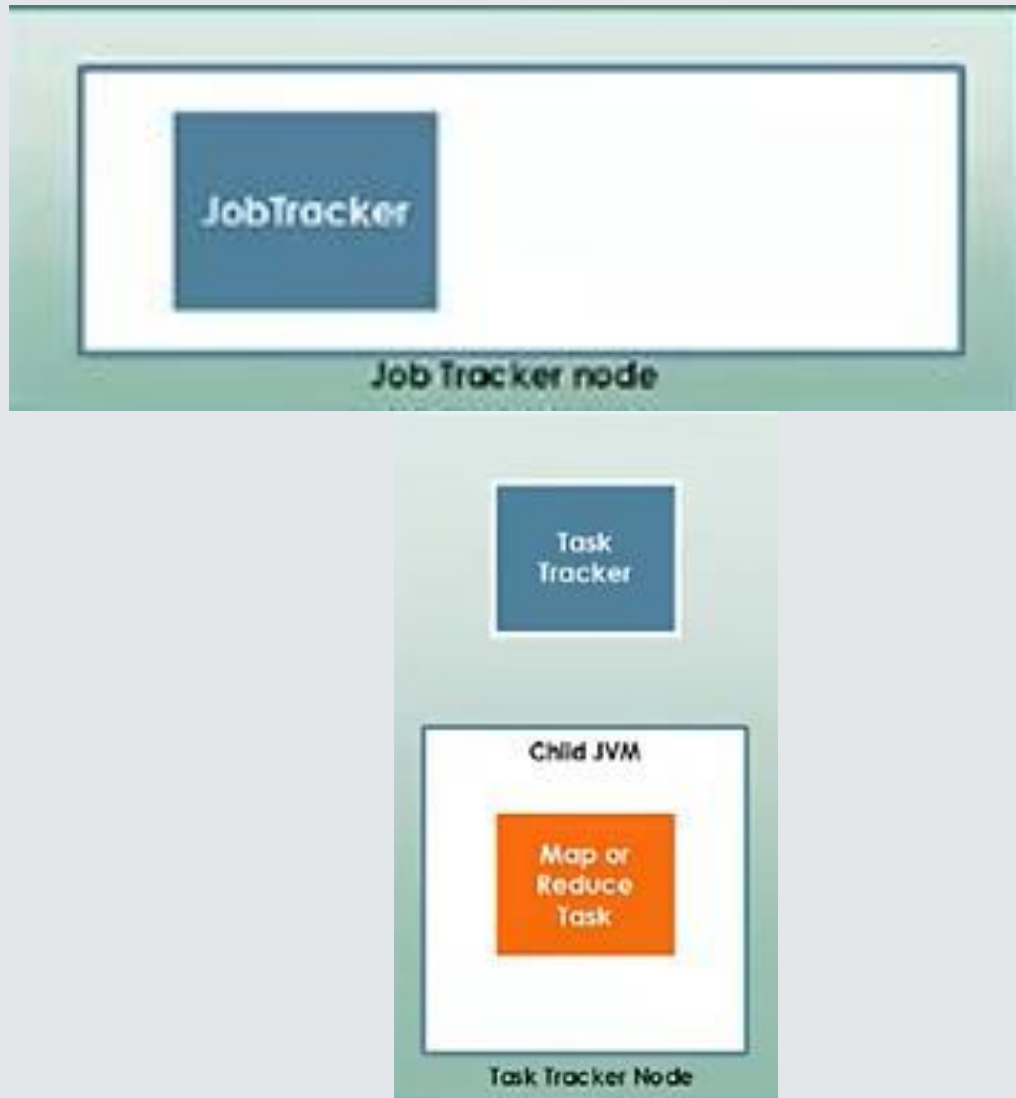 JobTracker
Job Tracker node
Task
Tracker
Child JVM
Map or
Reduce
Task
Task Tracker Node